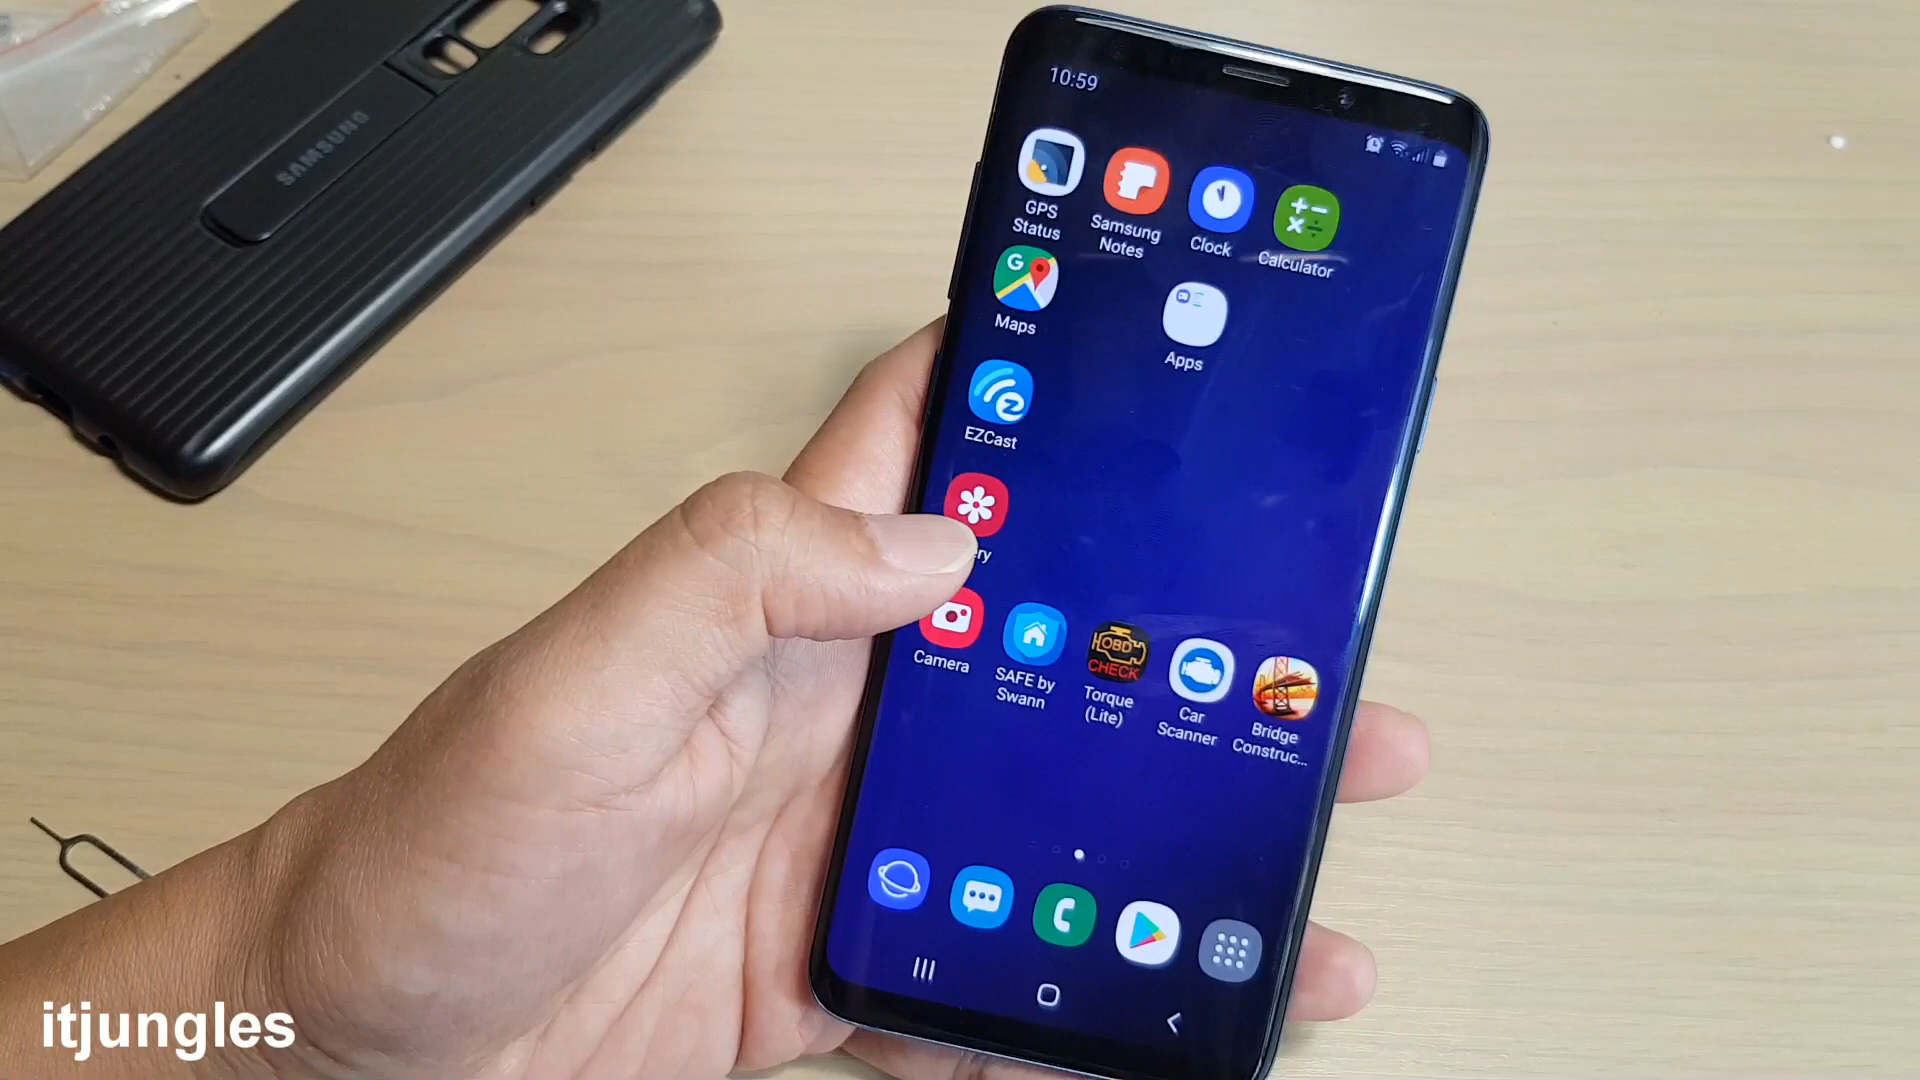 SAMSUNG
10:59
GPS
Status
Samsung
Notes
Clock
Calculator
Maps
Apps
EZCast
ry
Camera
SAFE by
Swann
OBD
CHECK
Torque
(Lite)
Car
Scanner
Bridge
Construc...
itjungles